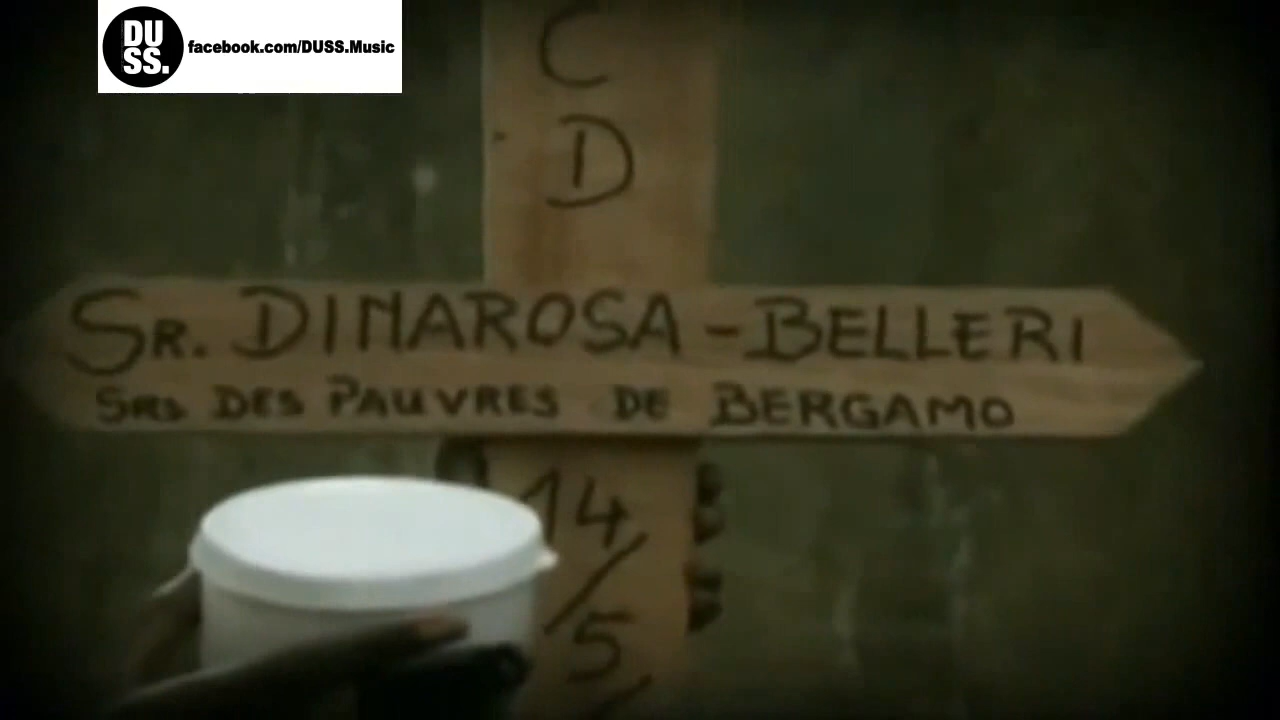 DU
SS.
facebook.com/DUSS.Music
C
D
SR. DINAROSA-BELLERI
SRS DES PAUVRES DE BERGAMO
14
/
5
/